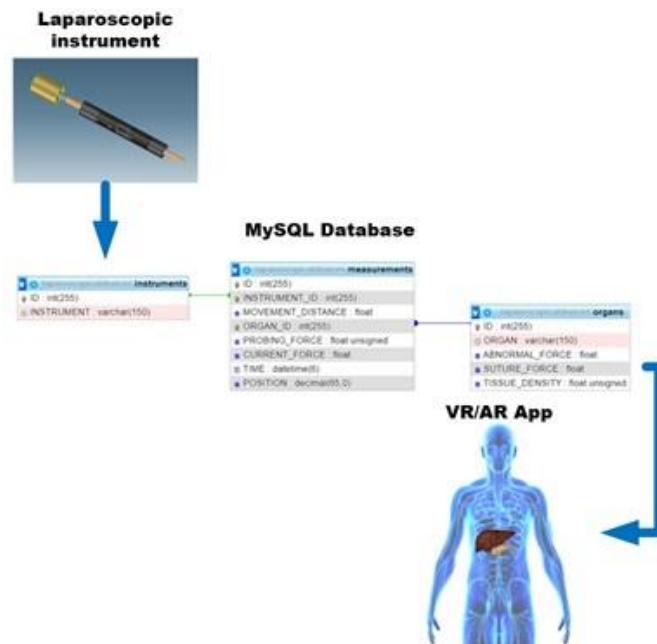 Laparoscopic
instrument
MySQL Database
instruments
ID : int(255)
INSTRUMENT : varchar(150)
measurements
ID : int(255)
INSTRUMENT_ID : int(255)
MOVEMENT_DISTANCE : float
ORGAN_ID : int(255)
PROBING_FORCE : float unsigned
CURRENT_FORCE : float
TIME : datetime(6)
POSITION : decimal(65,0)
organs
ID : int(255)
ORGAN : varchar(150)
ABNORMAL_FORCE : float
SUTURE_FORCE : float
TISSUE_DENSITY : float unsigned
VR/AR App